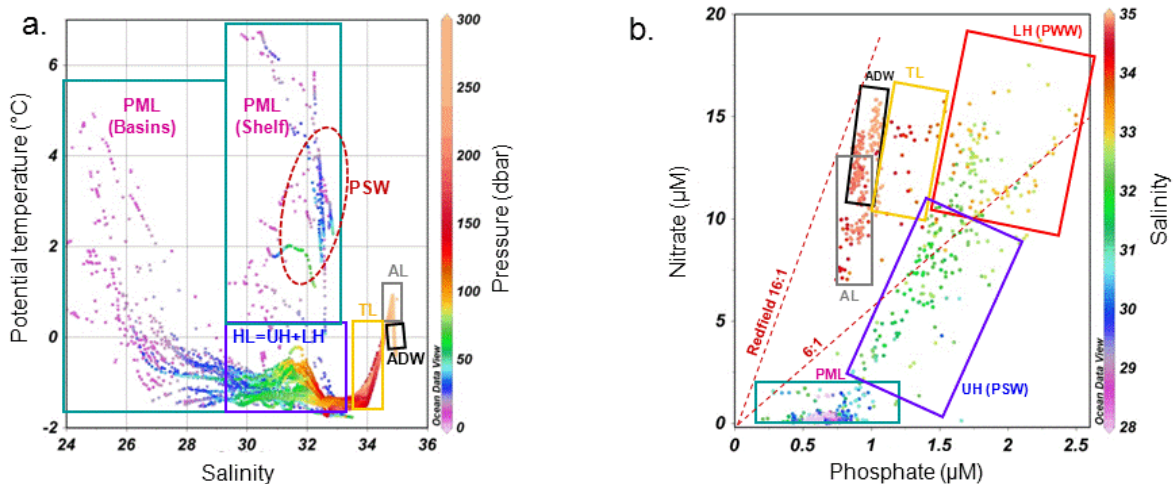 a.
Potential temperature (°C)
6
4
2
0
-2
24
26
28
30
32
34
36
Salinity
PML
(Basins)
PML
(Shelf)
PSW
AL
TL
HL=UH+LH
ADW
Ocean Data View
300
250
200
150
100
50
0
Pressure (dbar)
b.
Nitrate (µM)
20
15
10
5
0
0
0.5
1
1.5
2
2.5
Phosphate (µM)
LH (PWW)
ADW
TL
AL
Redfield 16:1
6:1
PML
UH (PSW)
Ocean Data View
35
34
33
32
31
30
29
28
Salinity